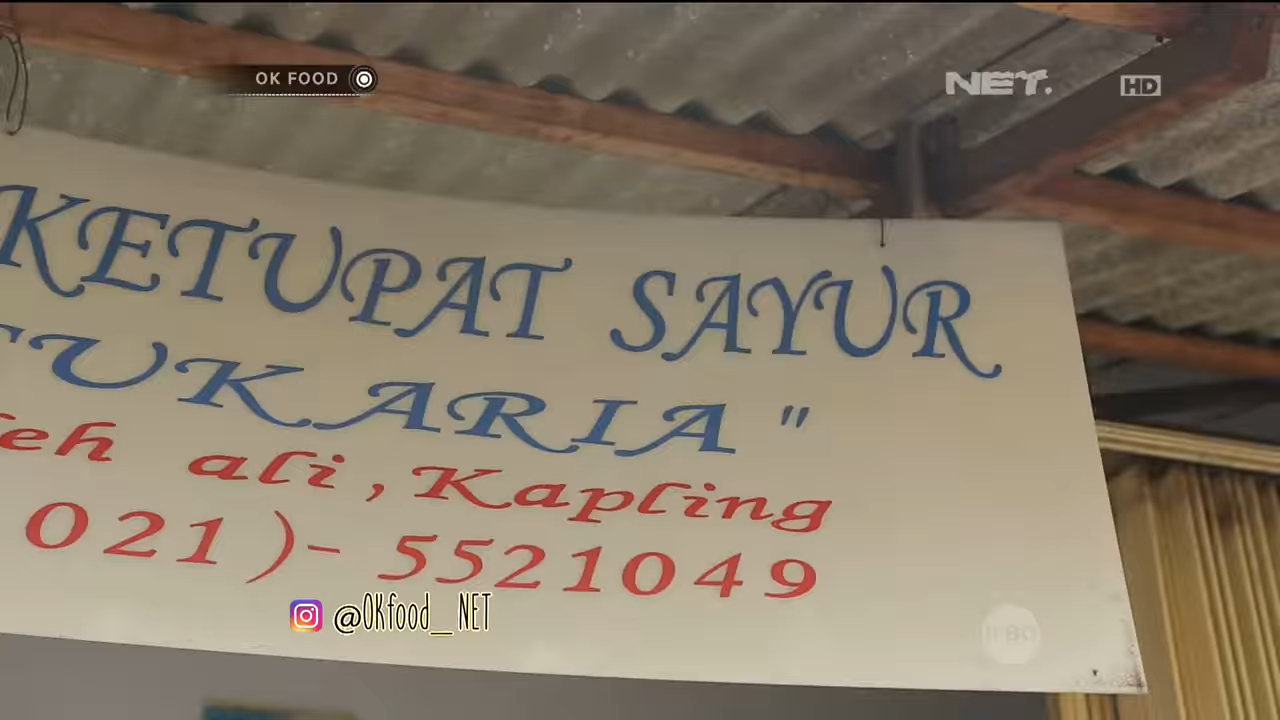 OK FOOD
NET.
HD
KETUPAT SAYUR
UKARIA"
eh ali, Kapling
021)- 5521049
@OKfood_NET